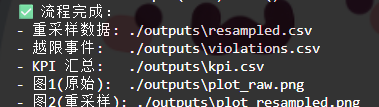 ✅ 流程完成：
- 重采样数据: ./outputs\resampled.csv
- 越限事件:  ./outputs\violations.csv
- KPI 汇总:  ./outputs\kpi.csv
- 图1(原始):  ./outputs\plot_raw.png
- 图2(重采样): ./outputs\plot_resampled.png